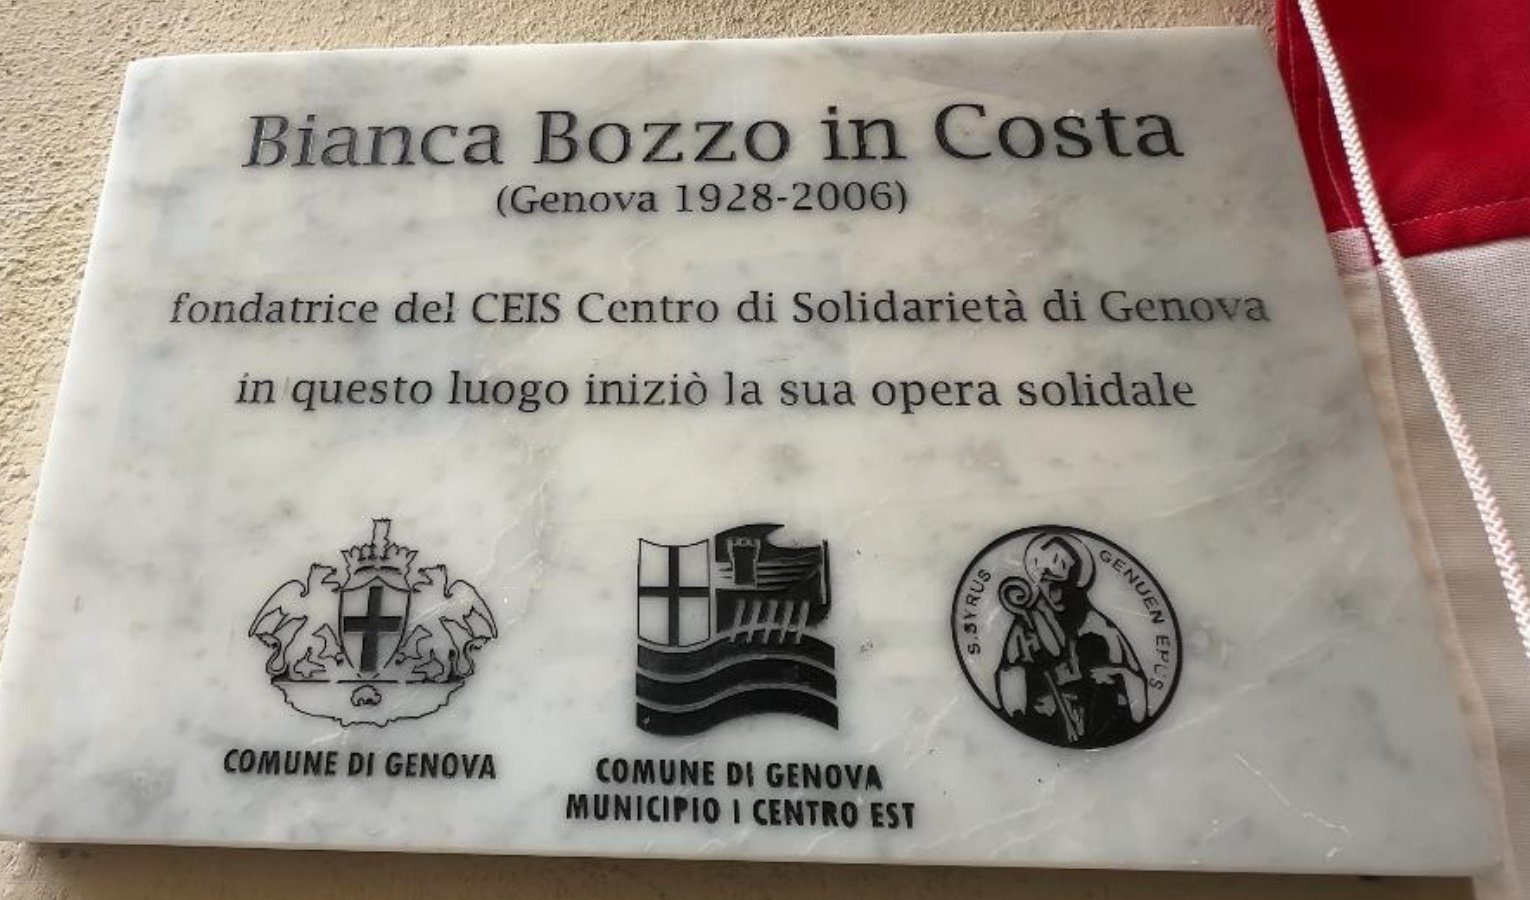 Bianca Bozzo in Costa
(Genova 1928-2006)
fondatrice del CEIS Centro di Solidarietà di Genova
in questo luogo iniziò la sua opera solidale
COMUNE DI GENOVA
COMUNE DI GENOVA
MUNICIPIO I CENTRO EST
S. SYRUS GENUEN